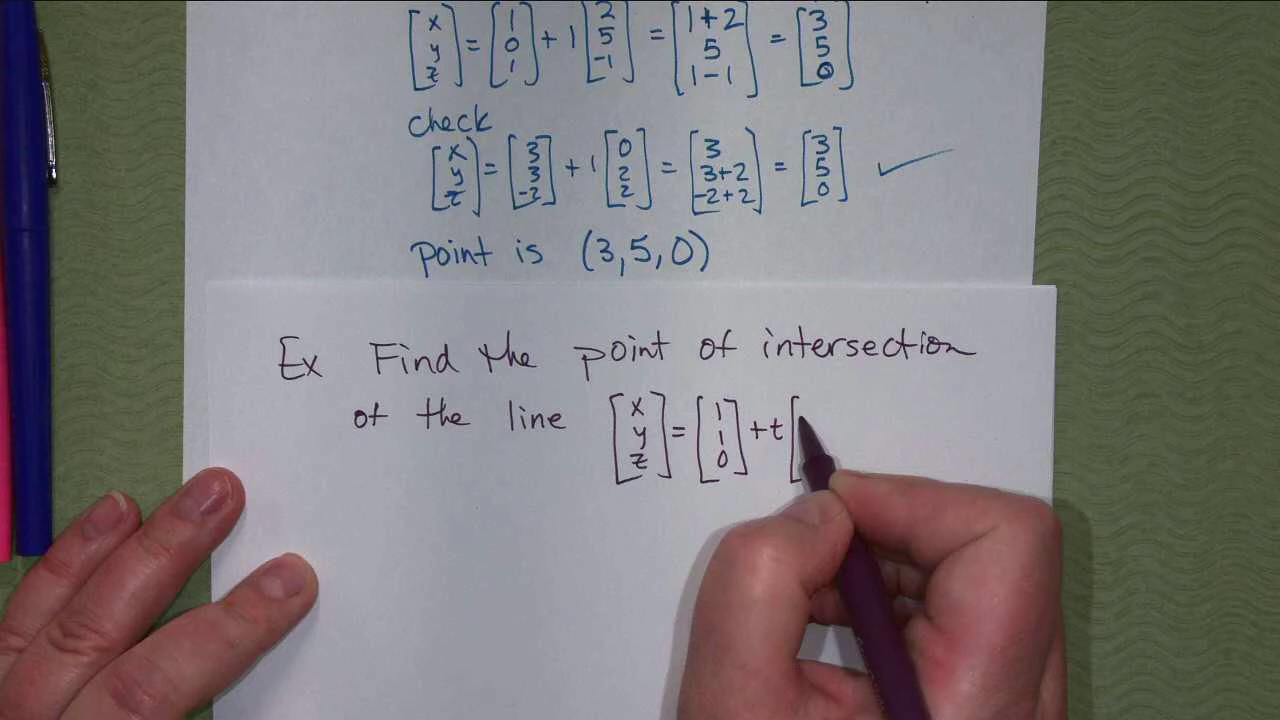 [x y z] = [1 0 1] + 1 [2 5 -1] = [1+2 5 1-1] = [3 5 0]
check
[x y z] = [3 3 -2] + 1 [0 2 2] = [3 3+2 -2+2] = [3 5 0] ✓
point is (3,5,0)
Ex Find the point of intersection
of the line [x y z] = [1 1 0] + t [